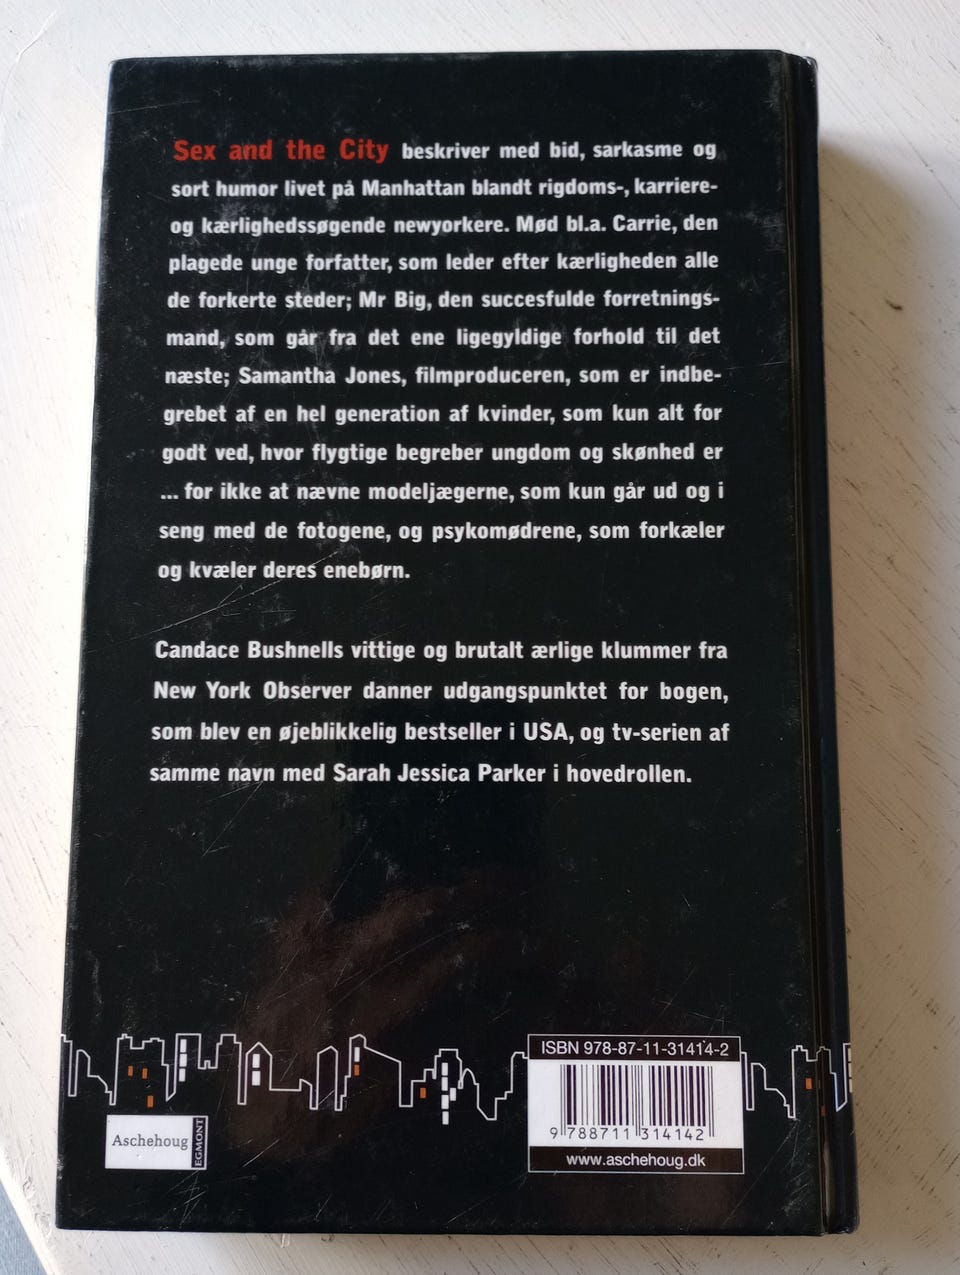 Sex and the City beskriver med bid, sarkasme og
sort humor livet på Manhattan blandt rigdoms-, karriere-
og kærlighedssøgende newyorkere. Mød bl.a. Carrie, den
plagede unge forfatter, som leder efter kærligheden alle
de forkerte steder; Mr Big, den succesfulde forretnings-
mand, som går fra det ene ligegyldige forhold til det
næste; Samantha Jones, filmproduceren, som er indbe-
grebet af en hel generation af kvinder, som kun alt for
godt ved, hvor flygtige begreber ungdom og skønhed er
... for ikke at nævne modeljægerne, som kun går ud og i
seng med de fotogene, og psykomødrene, som forkæler
og kvæler deres enebørn.
Candace Bushnells vittige og brutalt ærlige klummer fra
New York Observer danner udgangspunktet for bogen,
som blev en øjeblikkelig bestseller i USA, og tv-serien af
samme navn med Sarah Jessica Parker i hovedrollen.
Aschehoug
EGMONT
ISBN 978-87-11-31414-2
9 788711 314142
www.aschehoug.dk